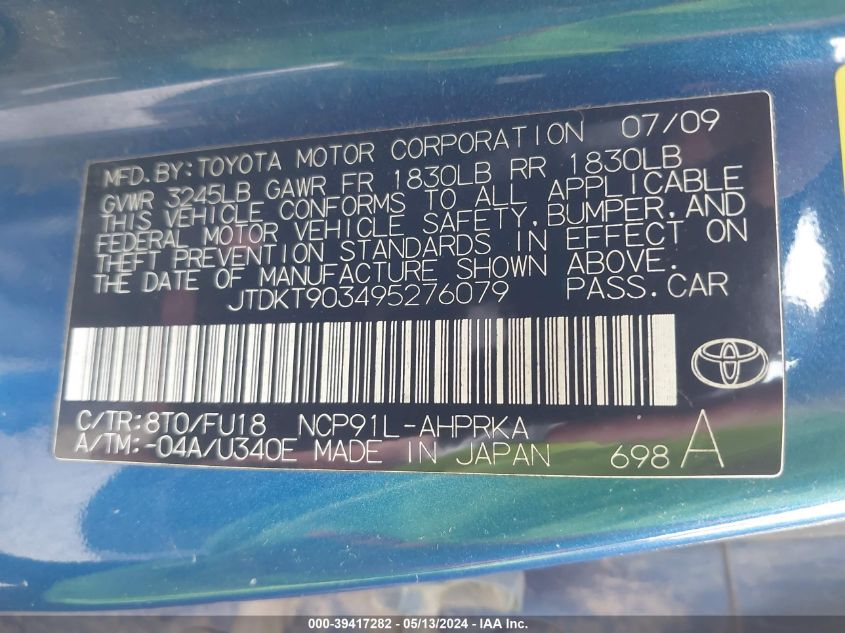 MFD. BY: TOYOTA MOTOR CORPORATION 07/09
GVWR 3245LB GAWR FR 1830LB RR 1830LB
THIS VEHICLE CONFORMS TO ALL APPLICABLE
FEDERAL MOTOR VEHICLE SAFETY, BUMPER, AND
THEFT PREVENTION STANDARDS IN EFFECT ON
THE DATE OF MANUFACTURE SHOWN ABOVE.
JTDKT903495276079 PASS. CAR
C/TR: 8T0/FU18 NCP91L-AHPRKA
A/TM: -04A/U340E MADE IN JAPAN 698 A
000-39417282 - 05/13/2024 - IAA Inc.